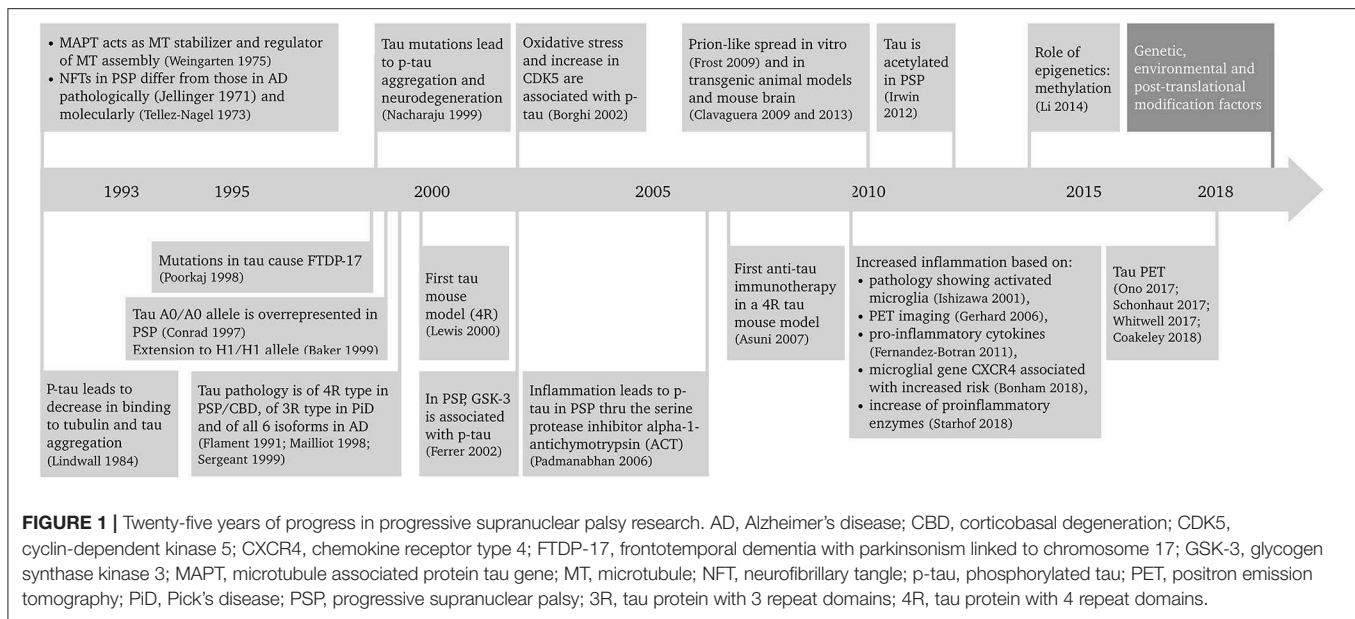 • MAPT acts as MT stabilizer and regulator
of MT assembly (Weingarten 1975)
• NFTs in PSP differ from those in AD
pathologically (Jellinger 1971) and
molecularly (Tellez-Nagel 1973)
Tau mutations lead
to p-tau
aggregation and
neurodegeneration
(Nacharaju 1999)
Oxidative stress
and increase in
CDK5 are
associated with p-
tau (Borghi 2002)
Prion-like spread in vitro
(Frost 2009) and in
transgenic animal models
and mouse brain
(Clavaguera 2009 and 2013)
Tau is
acetylated
in PSP
(Irwin
2012)
Role of
epigenetics:
methylation
(Li 2014)
Genetic,
environmental and
post-translational
modification factors
1993 1995 2000 2005 2010 2015 2018
Mutations in tau cause FTDP-17
(Poorkaj 1998)
Tau A0/A0 allele is overrepresented in
PSP (Conrad 1997)
Extension to H1/H1 allele (Baker 1999)
P-tau leads to
decrease in binding
to tubulin and tau
aggregation
(Lindwall 1984)
Tau pathology is of 4R type in
PSP/CBD, of 3R type in PiD
and of all 6 isoforms in AD
(Flament 1991; Mailliot 1998;
Sergeant 1999)
First tau
mouse
model (4R)
(Lewis 2000)
In PSP, GSK-3
is associated
with p-tau
(Ferrer 2002)
Inflammation leads to p-
tau in PSP thru the serine
protease inhibitor alpha-1-
antichymotrypsin (ACT)
(Padmanabhan 2006)
First anti-tau
immunotherapy
in a 4R tau
mouse model
(Asuni 2007)
Increased inflammation based on:
• pathology showing activated
microglia (Ishizawa 2001),
• PET imaging (Gerhard 2006),
• pro-inflammatory cytokines
(Fernandez-Botran 2011),
• microglial gene CXCR4 associated
with increased risk (Bonham 2018),
• increase of proinflammatory
enzymes (Starhof 2018)
Tau PET
(Ono 2017;
Schonhaut 2017;
Whitwell 2017;
Coakeley 2018)
FIGURE 1 | Twenty-five years of progress in progressive supranuclear palsy research. AD, Alzheimer's disease; CBD, corticobasal degeneration; CDK5,
cyclin-dependent kinase 5; CXCR4, chemokine receptor type 4; FTDP-17, frontotemporal dementia with parkinsonism linked to chromosome 17; GSK-3, glycogen
synthase kinase 3; MAPT, microtubule associated protein tau gene; MT, microtubule; NFT, neurofibrillary tangle; p-tau, phosphorylated tau; PET, positron emission
tomography; PiD, Pick's disease; PSP, progressive supranuclear palsy; 3R, tau protein with 3 repeat domains; 4R, tau protein with 4 repeat domains.